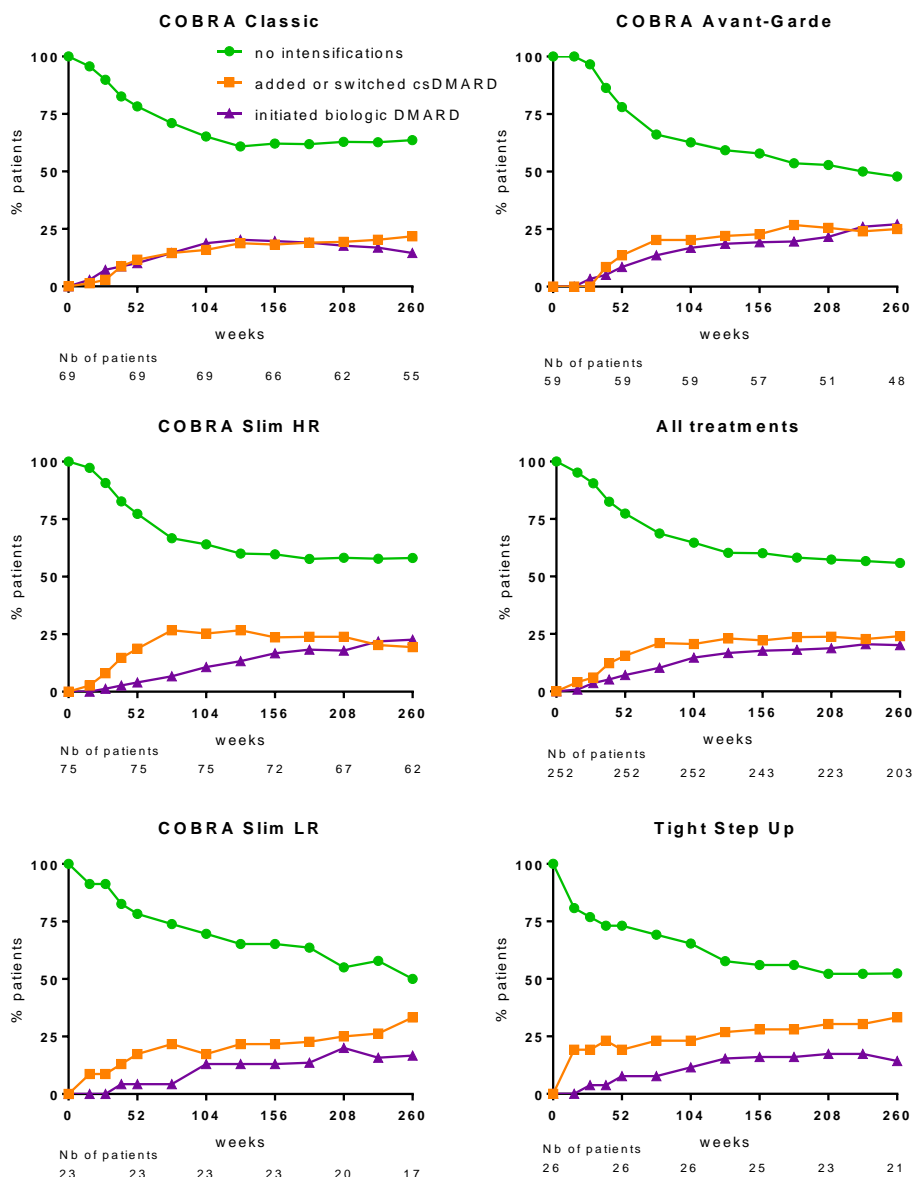 COBRA Classic
no intensifications
added or switched csDMARD
initiated biologic DMARD
% patients
100
75
50
25
0
0 52 104 156 208 260
weeks
Nb of patients
69 69 69 66 62 55
COBRA Avant-Garde
% patients
100
75
50
25
0
0 52 104 156 208 260
weeks
Nb of patients
59 59 59 57 51 48
COBRA Slim HR
% patients
100
75
50
25
0
0 52 104 156 208 260
weeks
Nb of patients
75 75 75 72 67 62
All treatments
% patients
100
75
50
25
0
0 52 104 156 208 260
weeks
Nb of patients
252 252 252 243 223 203
COBRA Slim LR
% patients
100
75
50
25
0
0 52 104 156 208 260
weeks
Nb of patients
23 23 23 23 20 17
Tight Step Up
% patients
100
75
50
25
0
0 52 104 156 208 260
weeks
Nb of patients
26 26 26 25 23 21